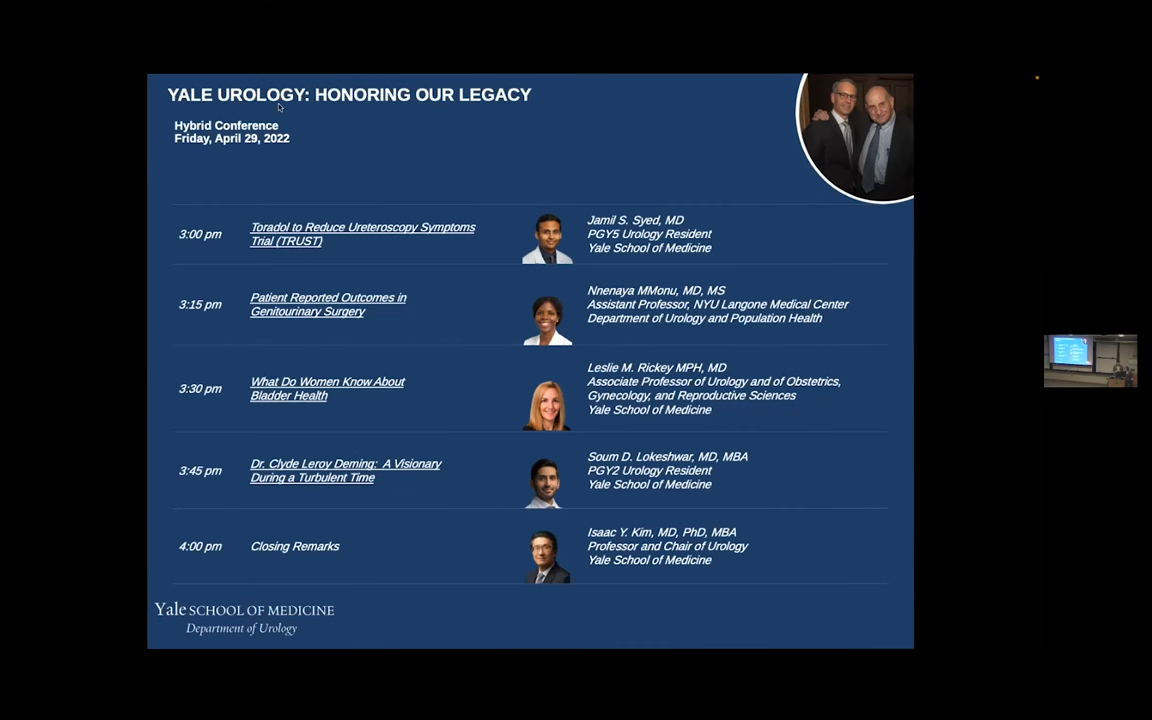 YALE UROLOGY: HONORING OUR LEGACY
Hybrid Conference
Friday, April 29, 2022
3:00 pm
Toradol to Reduce Ureteroscopy Symptoms
Trial (TRUST)
Jamil S. Syed, MD
PGY5 Urology Resident
Yale School of Medicine
3:15 pm
Patient Reported Outcomes in
Genitourinary Surgery
Nnenaya MMonu, MD, MS
Assistant Professor, NYU Langone Medical Center
Department of Urology and Population Health
3:30 pm
What Do Women Know About
Bladder Health
Leslie M. Rickey MPH, MD
Associate Professor of Urology and of Obstetrics,
Gynecology, and Reproductive Sciences
Yale School of Medicine
3:45 pm
Dr. Clyde Leroy Deming:  A Visionary
During a Turbulent Time
Soum D. Lokeshwar, MD, MBA
PGY2 Urology Resident
Yale School of Medicine
4:00 pm
Closing Remarks
Isaac Y. Kim, MD, PhD, MBA
Professor and Chair of Urology
Yale School of Medicine
Yale SCHOOL OF MEDICINE
Department of Urology